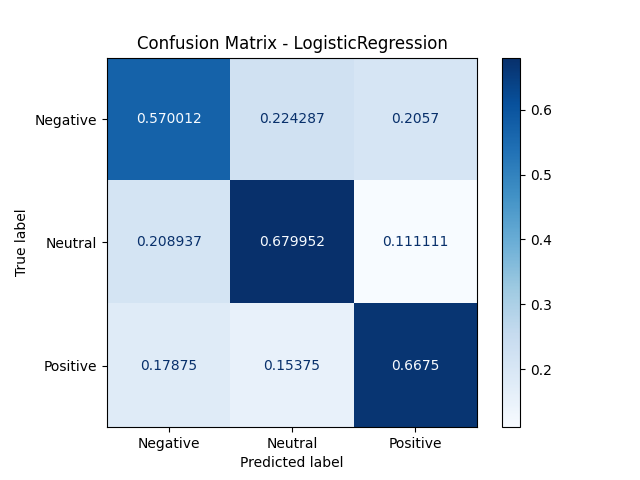 Confusion Matrix - LogisticRegression
True label
Negative
0.570012 0.224287 0.2057
Neutral
0.208937 0.679952 0.111111
Positive
0.17875 0.15375 0.6675
Negative Neutral Positive
Predicted label
0.6
0.5
0.4
0.3
0.2